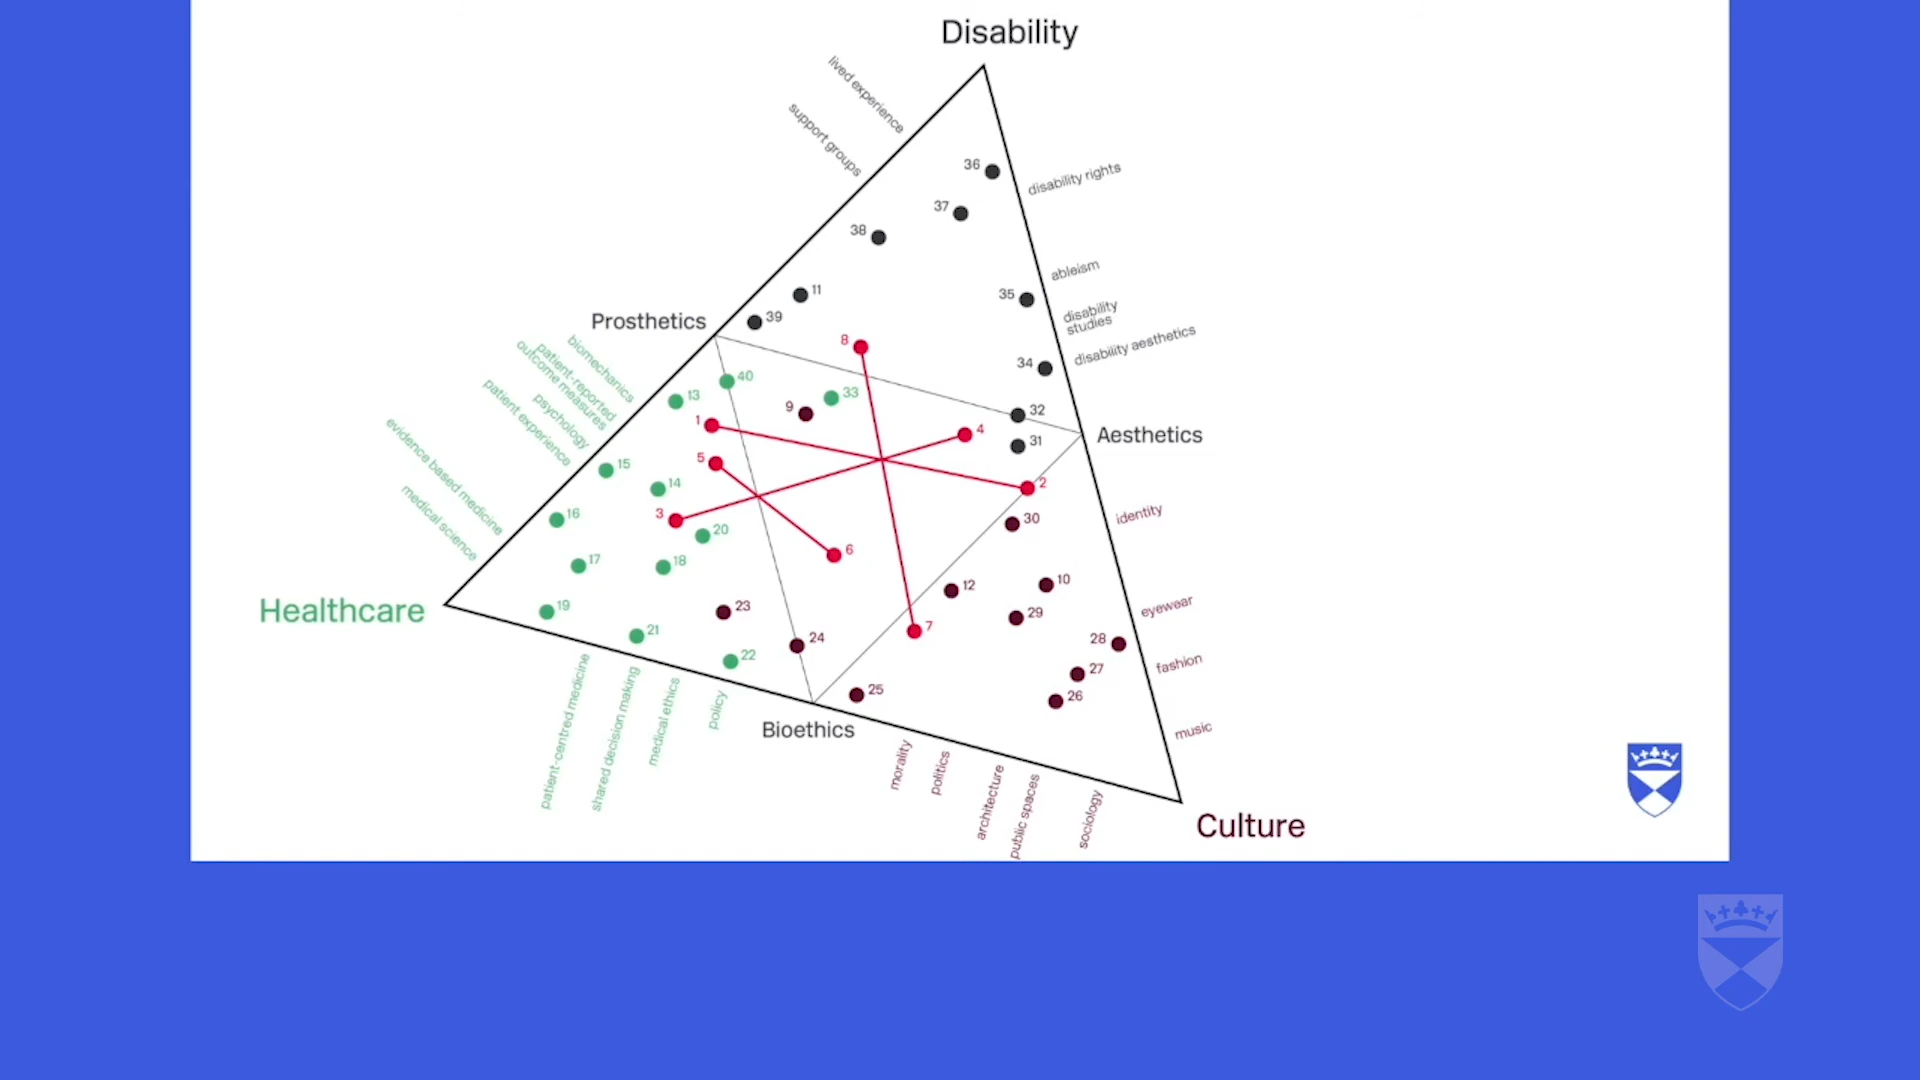 Disability
lived experience
support groups
36
disability rights
37
38
ableism
11
35
39
disability
studies
Prosthetics
8
disability aesthetics
34
biomechanics
patient-reported
outcome measures
psychology
patient experience
40
13
33
9
32
1
4
31
Aesthetics
evidence based medicine
medical science
5
15
14
2
3
16
30
identity
20
6
17
18
12
10
Healthcare
19
23
29
eyewear
21
24
7
28
22
27
fashion
25
26
Bioethics
music
patient-centred medicine
shared decision making
medical ethics
policy
morality
politics
architecture
public spaces
sociology
Culture